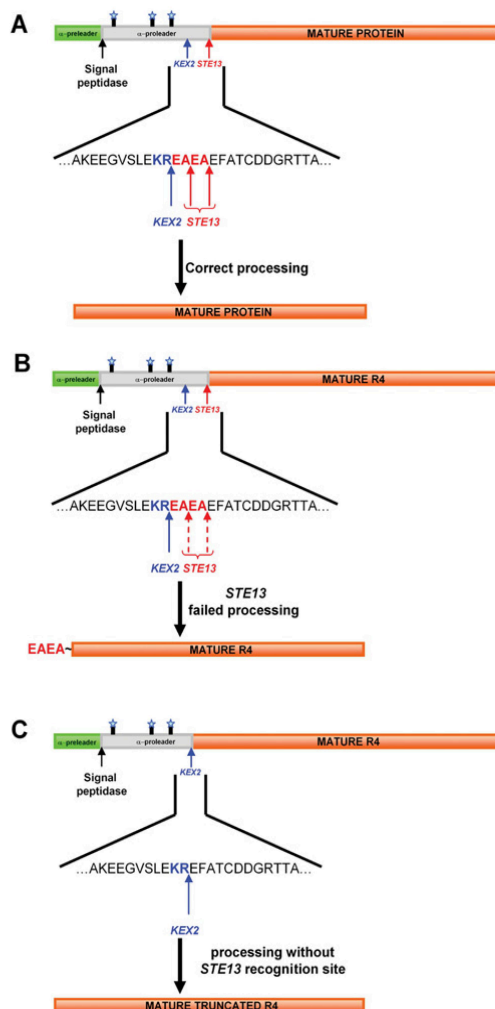 A
α-preleader
α-proleader
MATURE PROTEIN
Signal
peptidase
KEX2 STE13
...AKEEGVSLEKREAEAEFATCDDGRTTA...
KEX2 STE13
Correct processing
MATURE PROTEIN
B
α-preleader
α-proleader
MATURE R4
Signal
peptidase
KEX2 STE13
...AKEEGVSLEKREAEAEFATCDDGRTTA...
KEX2 STE13
STE13
failed processing
EAEA~
MATURE R4
C
α-preleader
α-proleader
MATURE R4
Signal
peptidase
KEX2
...AKEEGVSLEKREFATCDDGRTTA...
KEX2
processing without
STE13 recognition site
MATURE TRUNCATED R4